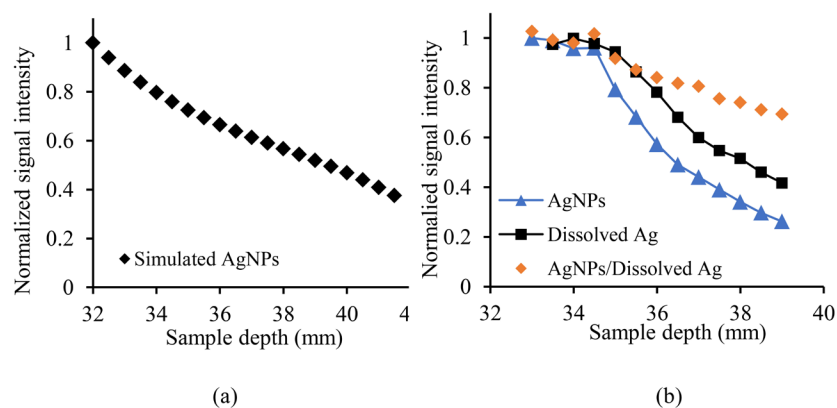 Normalized signal intensity
1
0.8
0.6
0.4
0.2
0
Simulated AgNPs
32 34 36 38 40 4
Sample depth (mm)
(a)
Normalied signal intensity
1
0.8
0.6
0.4
0.2
0
AgNPs
Dissolved Ag
AgNPs/Dissolved Ag
32 34 36 38 40
Sample depth (mm)
(b)